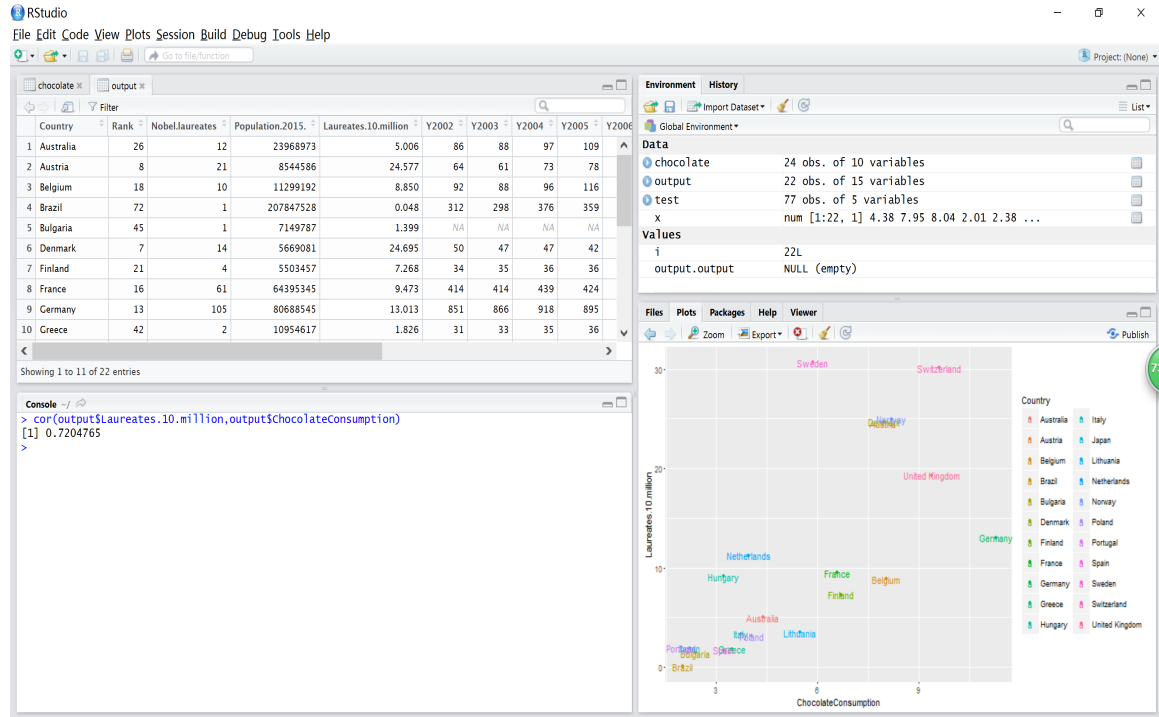 RStudio
File Edit Code View Plots Session Build Debug Tools Help
Go to file/function
Project: (None)
chocolate
output
Filter
Country Rank Nobel.laureates Population.2015. Laureates.10.million Y2002 Y2003 Y2004 Y2005 Y2006
1 Australia 26 12 23968973 5.006 86 88 97 109
2 Austria 8 21 8544586 24.577 64 61 73 78
3 Belgium 18 10 11299192 8.850 92 88 96 116
4 Brazil 72 1 207847528 0.048 312 298 376 359
5 Bulgaria 45 1 7149787 1.399 NA NA NA NA
6 Denmark 7 14 5669081 24.695 50 47 47 42
7 Finland 21 4 5503457 7.268 34 35 36 36
8 France 16 61 64395345 9.473 414 414 439 424
9 Germany 13 105 80688545 13.013 851 866 918 895
10 Greece 42 2 10954617 1.826 31 33 35 36
Showing 1 to 11 of 22 entries
Console ~/
> cor(output$Laureates.10.million,output$ChocolateConsumption)
[1] 0.7204765
>
Environment History
Import Dataset List
Global Environment
Data
chocolate 24 obs. of 10 variables
output 22 obs. of 15 variables
test 77 obs. of 5 variables
x num [1:22, 1] 4.38 7.95 8.04 2.01 2.38 ...
Values
i 22L
output.output NULL (empty)
Files Plots Packages Help Viewer
Zoom Export Publish
Laureates.10.million
30
20
10
0
Sweden
Switzerland
Denmark
Austria
Norway
United Kingdom
Germany
Netherlands
Hungary
France
Belgium
Finland
Australia
Italy
Poland
Lithuania
Bulgaria
Greece
Brazil
3 6 9
ChocolateConsumption
Country
Australia Italy
Austria Japan
Belgium Lithuania
Brazil Netherlands
Bulgaria Norway
Denmark Poland
Finland Portugal
France Spain
Germany Sweden
Greece Switzerland
Hungary United Kingdom